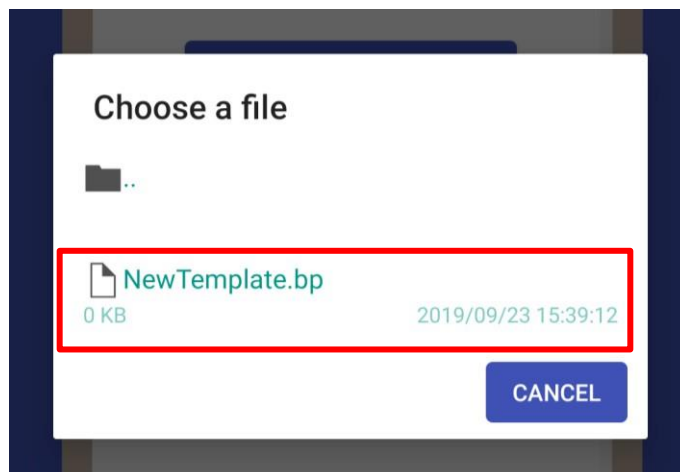 Choose a file
..
NewTemplate.bp
0 KB 2019/09/23 15:39:12
CANCEL